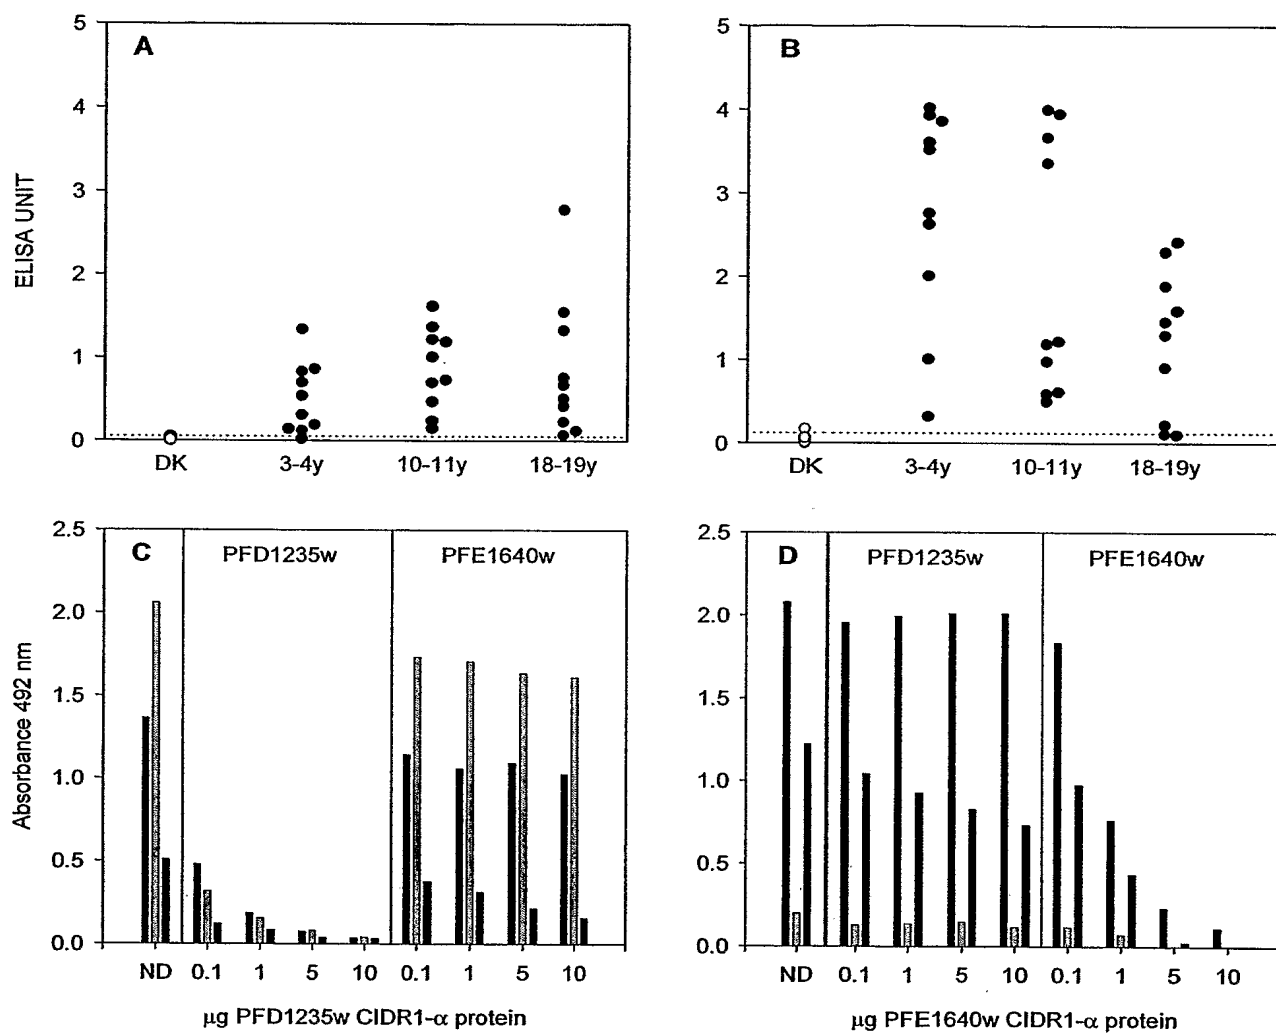 A
B
5
4
3
2
1
0
ELISA UNIT
DK
3-4y
10-11y
18-19y
5
4
3
2
1
0
DK
3-4y
10-11y
18-19y
C
PFD1235w
PFE1640w
2.5
2.0
1.5
1.0
0.5
0.0
Absorbance 492 nm
ND
0.1
1
5
10
0.1
1
5
10
µg PFD1235w CIDR1-α protein
D
PFD1235w
PFE1640w
2.5
2.0
1.5
1.0
0.5
0.0
ND
0.1
1
5
10
0.1
1
5
10
µg PFE1640w CIDR1-α protein